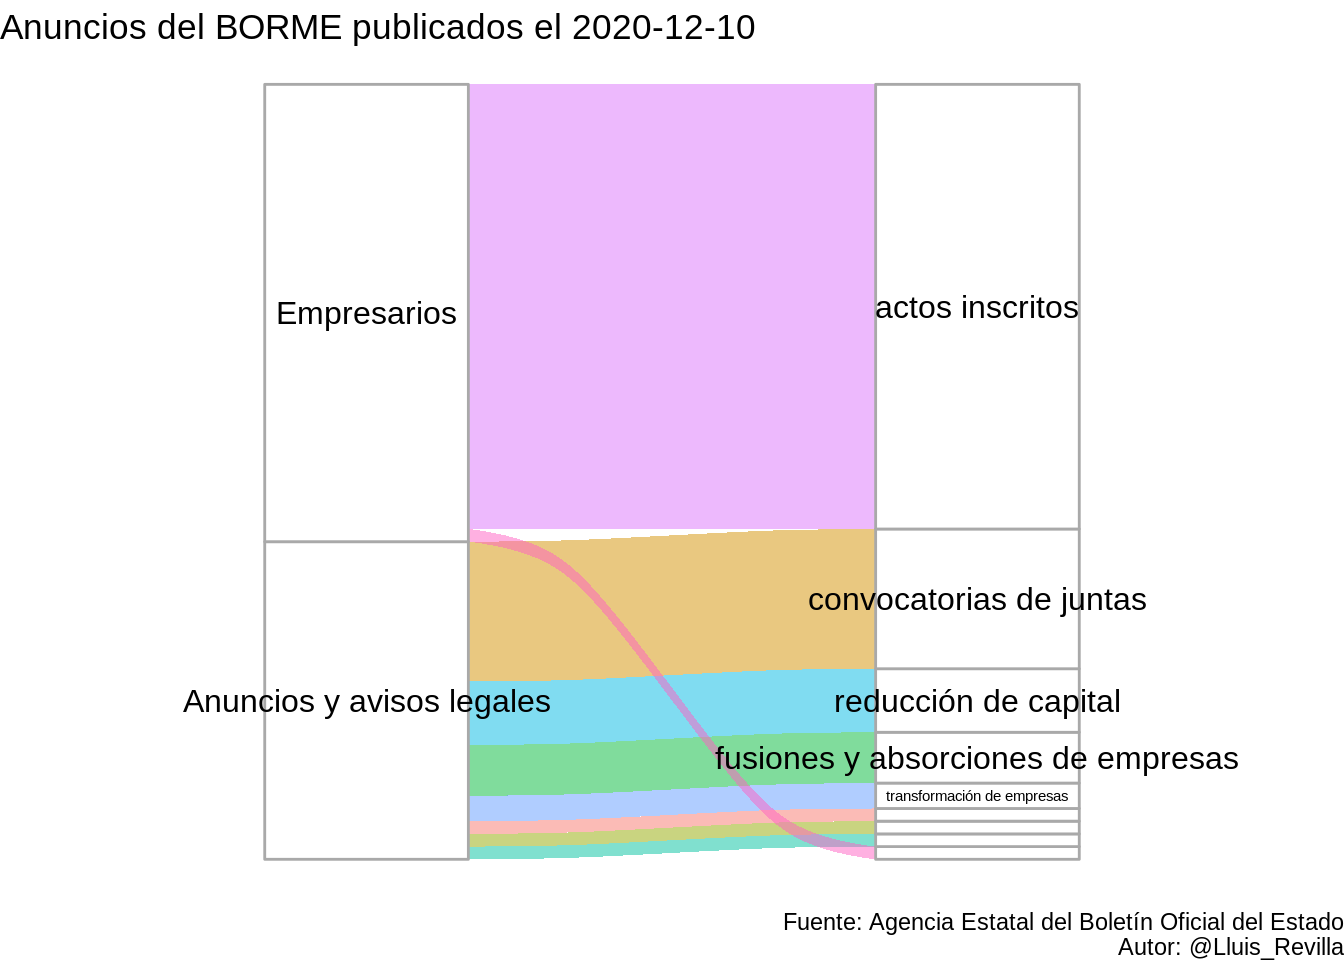 Anuncios del BORME publicados el 2020-12-10
Empresarios
actos inscritos
convocatorias de juntas
Anuncios y avisos legales
reducción de capital
fusiones y absorciones de empresas
transformación de empresas
Fuente: Agencia Estatal del Boletín Oficial del Estado
Autor: @Lluis_Revilla